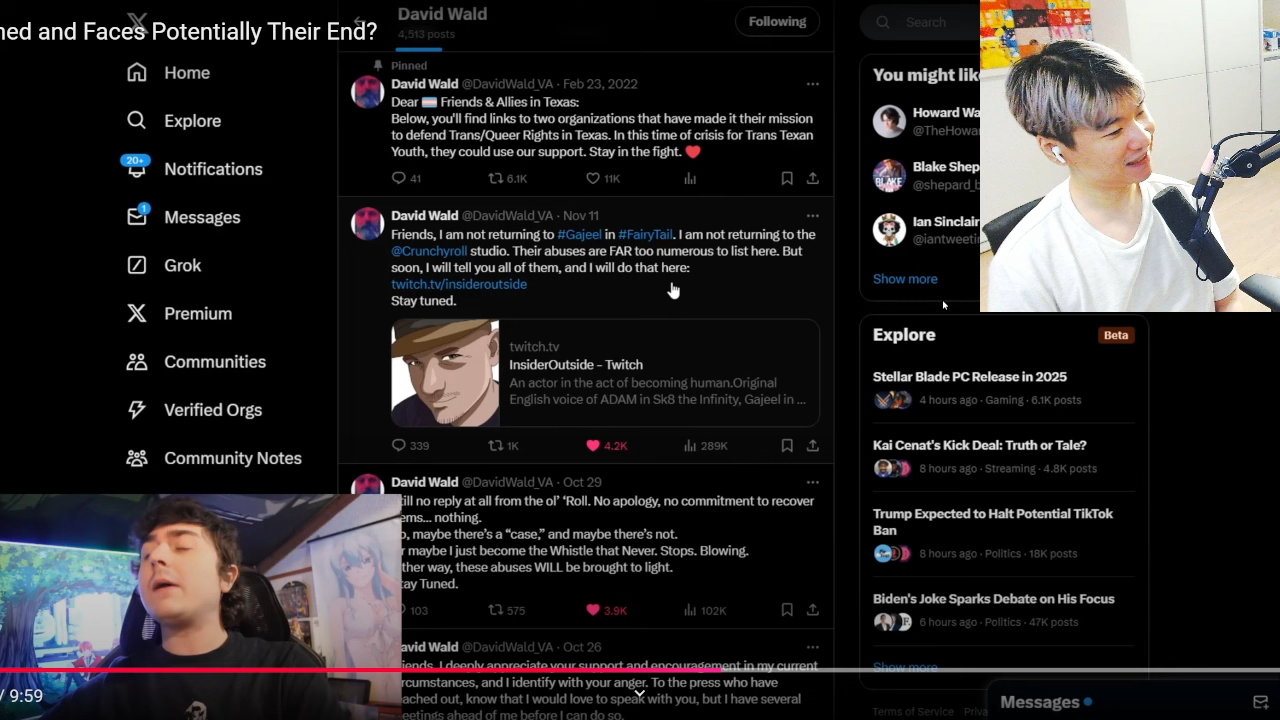 ned and Faces Potentially Their End?
Home
Explore
20+
Notifications
1
Messages
Grok
Premium
Communities
Verified Orgs
Community Notes
David Wald
4,513 posts
Following
Pinned
David Wald @DavidWald_VA · Feb 23, 2022
Dear 🏳️‍⚧️ Friends & Allies in Texas:
Below, you'll find links to two organizations that have made it their mission
to defend Trans/Queer Rights in Texas. In this time of crisis for Trans Texan
Youth, they could use our support. Stay in the fight. ❤️
41 6.1K 11K
David Wald @DavidWald_VA · Nov 11
Friends, I am not returning to #Gajeel in #FairyTail. I am not returning to the
@Crunchyroll studio. Their abuses are FAR too numerous to list here. But
soon, I will tell you all of them, and I will do that here:
twitch.tv/insideroutside
Stay tuned.
twitch.tv
InsiderOutside - Twitch
An actor in the act of becoming human.Original
English voice of ADAM in Sk8 the Infinity, Gajeel in ...
339 1K 4.2K 289K
David Wald @DavidWald_VA · Oct 29
till no reply at all from the ol' 'Roll. No apology, no commitment to recover
ems... nothing.
o, maybe there's a "case," and maybe there's not.
r maybe I just become the Whistle that Never. Stops. Blowing.
ther way, these abuses WILL be brought to light.
tay Tuned.
103 575 3.9K 102K
avid Wald @DavidWald_VA · Oct 26
iends, I deeply appreciate your support and encouragement in my current
rcumstances, and I identify with your anger. To the press who have
ached out, know that I would love to speak with you, but I have several
eetings ahead of me before I can do so.
Search
You might lik
Howard Wa
@TheHowar
Blake Shep
@shepard_b
Ian Sinclair
@iantweetin
Show more
Explore
Beta
Stellar Blade PC Release in 2025
4 hours ago · Gaming · 6.1K posts
Kai Cenat's Kick Deal: Truth or Tale?
8 hours ago · Streaming · 4.8K posts
Trump Expected to Halt Potential TikTok
Ban
8 hours ago · Politics · 18K posts
Biden's Joke Sparks Debate on His Focus
6 hours ago · Politics · 47K posts
Show more
Terms of Service Priva
Messages
/ 9:59